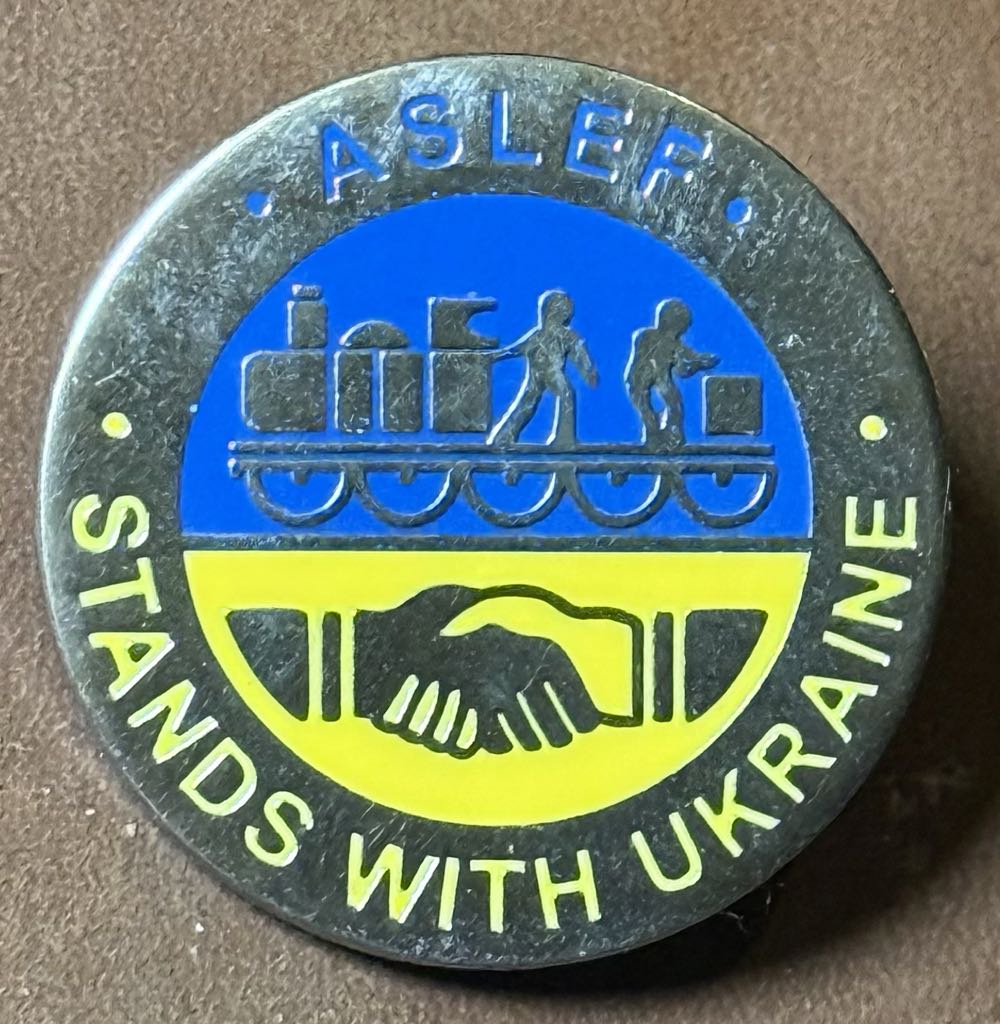 • ASLEF •
• STANDS WITH UKRAINE •